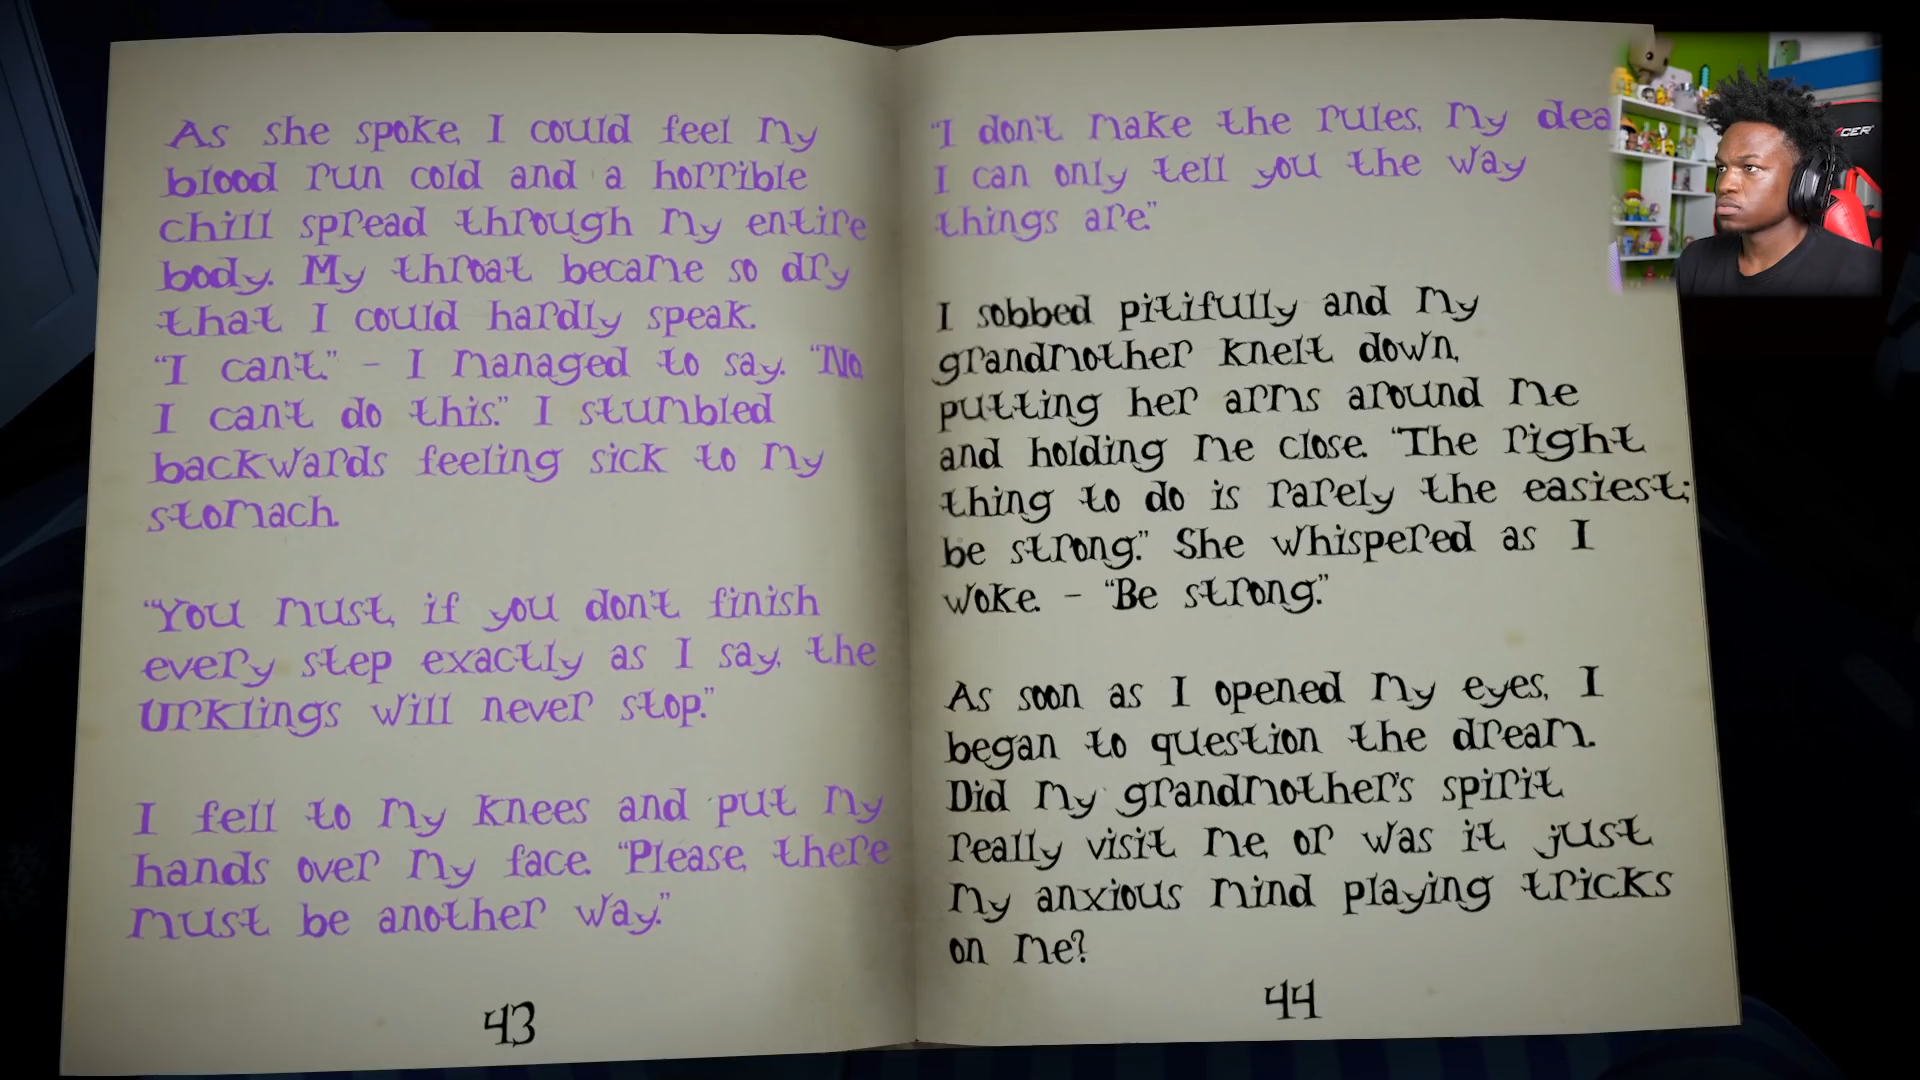 As she spoke, I could feel my
blood run cold and a horrible
chill spread through my entire
body. My throat became so dry
that I could hardly speak.
"I can't." - I managed to say. "No,
I can't do this." I stumbled
backwards feeling sick to my
stomach.
"You must, if you don't finish
every step exactly as I say, the
Urklings will never stop."
I fell to my knees and put my
hands over my face. "Please, there
must be another way."
43
"I don't make the rules, my dea
I can only tell you the way
things are."
I sobbed pitifully and my
grandmother knelt down,
putting her arms around me
and holding me close. "The right
thing to do is rarely the easiest;
be strong." She whispered as I
woke. - "Be strong."
As soon as I opened my eyes, I
began to question the dream.
Did my grandmother's spirit
really visit me, or was it just
my anxious mind playing tricks
on me?
44